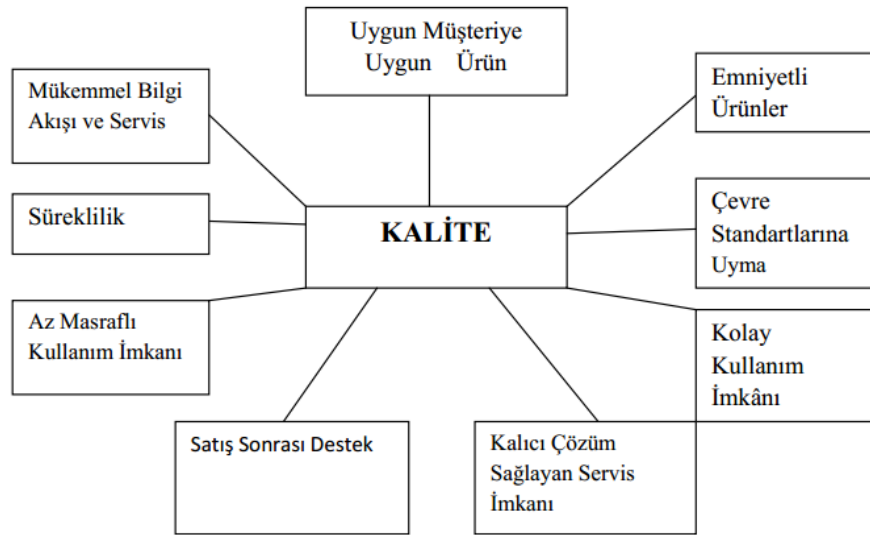 Uygun Müşteriye
Uygun Ürün
Mükemmel Bilgi
Akışı ve Servis
Emniyetli
Ürünler
Süreklilik
KALİTE
Çevre
Standartlarına
Uyma
Az Masraflı
Kullanım İmkanı
Kolay
Kullanım
İmkânı
Satış Sonrası Destek
Kalıcı Çözüm
Sağlayan Servis
İmkanı